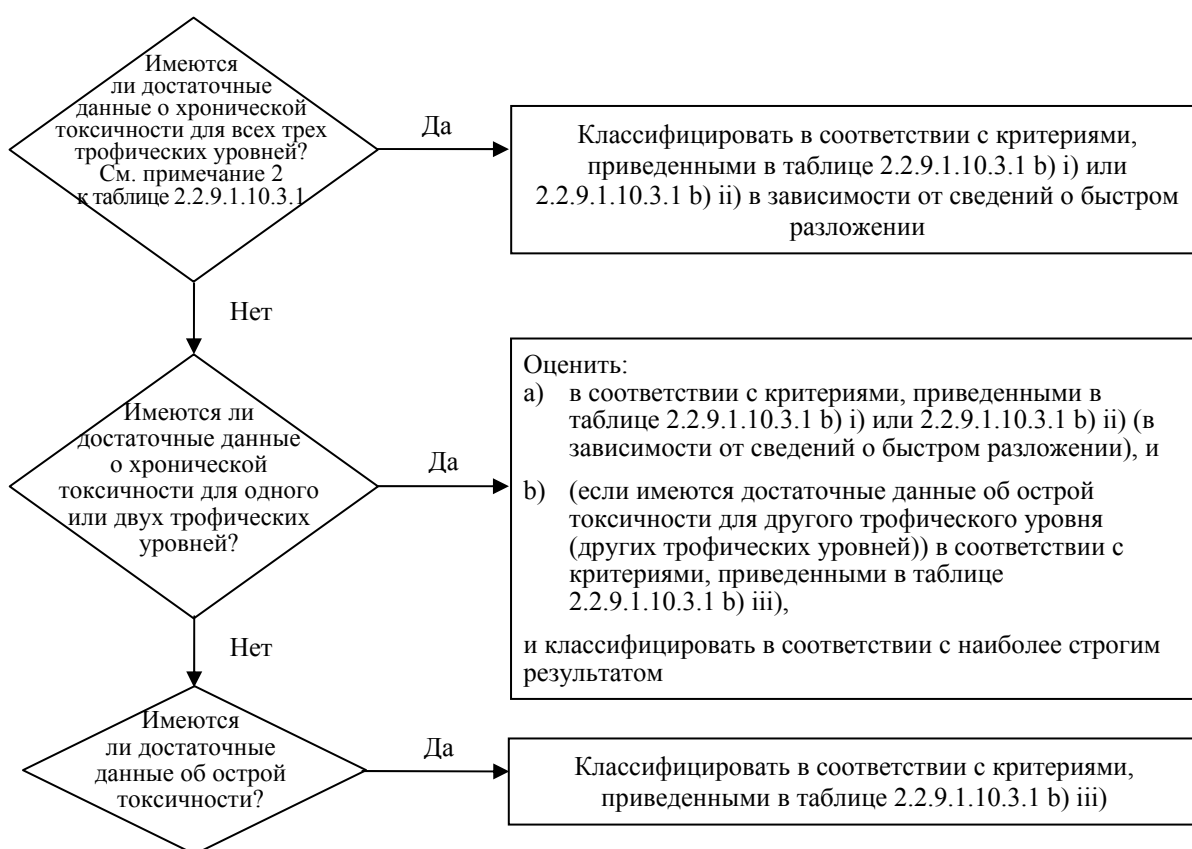 Имеются
ли достаточные
данные о хронической
токсичности для всех трех
трофических уровней?
См. примечание 2
к таблице 2.2.9.1.10.3.1
Да
Классифицировать в соответствии с критериями,
приведенными в таблице 2.2.9.1.10.3.1 b) i) или
2.2.9.1.10.3.1 b) ii) в зависимости от сведений о быстром
разложении
Нет
Имеются ли
достаточные данные
о хронической
токсичности для одного
или двух трофических
уровней?
Да
Оценить:
a) в соответствии с критериями, приведенными в
таблице 2.2.9.1.10.3.1 b) i) или 2.2.9.1.10.3.1 b) ii) (в
зависимости от сведений о быстром разложении), и
b) (если имеются достаточные данные об острой
токсичности для другого трофического уровня
(других трофических уровней)) в соответствии с
критериями, приведенными в таблице
2.2.9.1.10.3.1 b) iii),
и классифицировать в соответствии с наиболее строгим
результатом
Нет
Имеются
ли достаточные
данные об острой
токсичности?
Да
Классифицировать в соответствии с критериями,
приведенными в таблице 2.2.9.1.10.3.1 b) iii)